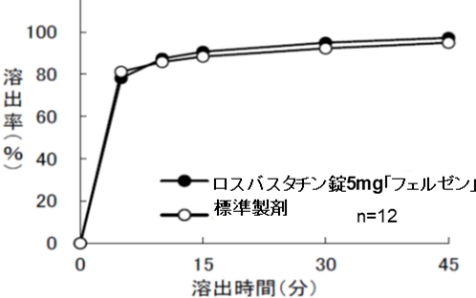 100
80
60
40
20
0
溶出率(%)
ロスバスタチン錠5mg「フェルゼン」
標準製剤
n=12
0 15 30 45
溶出時間(分)